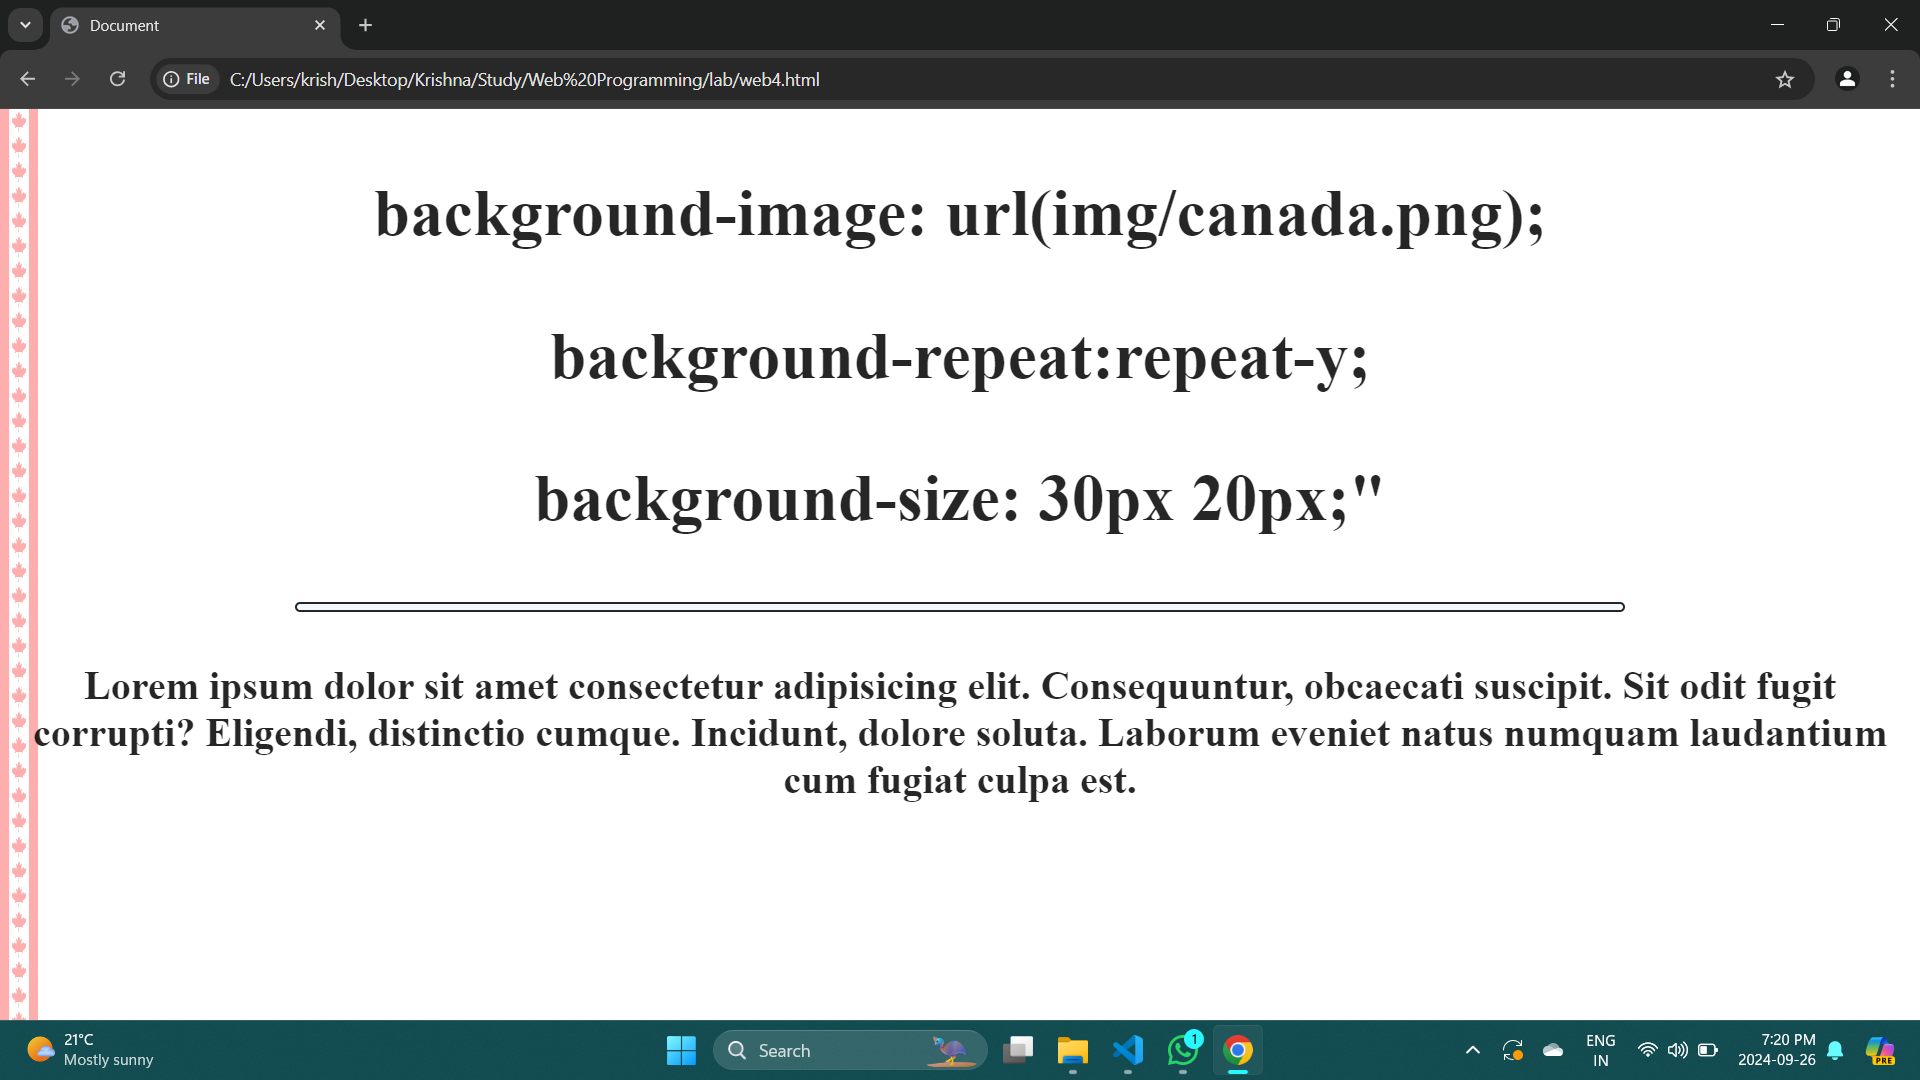 Document
File
C:/Users/krish/Desktop/Krishna/Study/Web%20Programming/lab/web4.html
background-image: url(img/canada.png);
background-repeat:repeat-y;
background-size: 30px 20px;"
Lorem ipsum dolor sit amet consectetur adipisicing elit. Consequuntur, obcaecati suscipit. Sit odit fugit
corrupti? Eligendi, distinctio cumque. Incidunt, dolore soluta. Laborum eveniet natus numquam laudantium
cum fugiat culpa est.
21°C
Mostly sunny
Search
1
ENG
IN
7:20 PM
2024-09-26
PRE